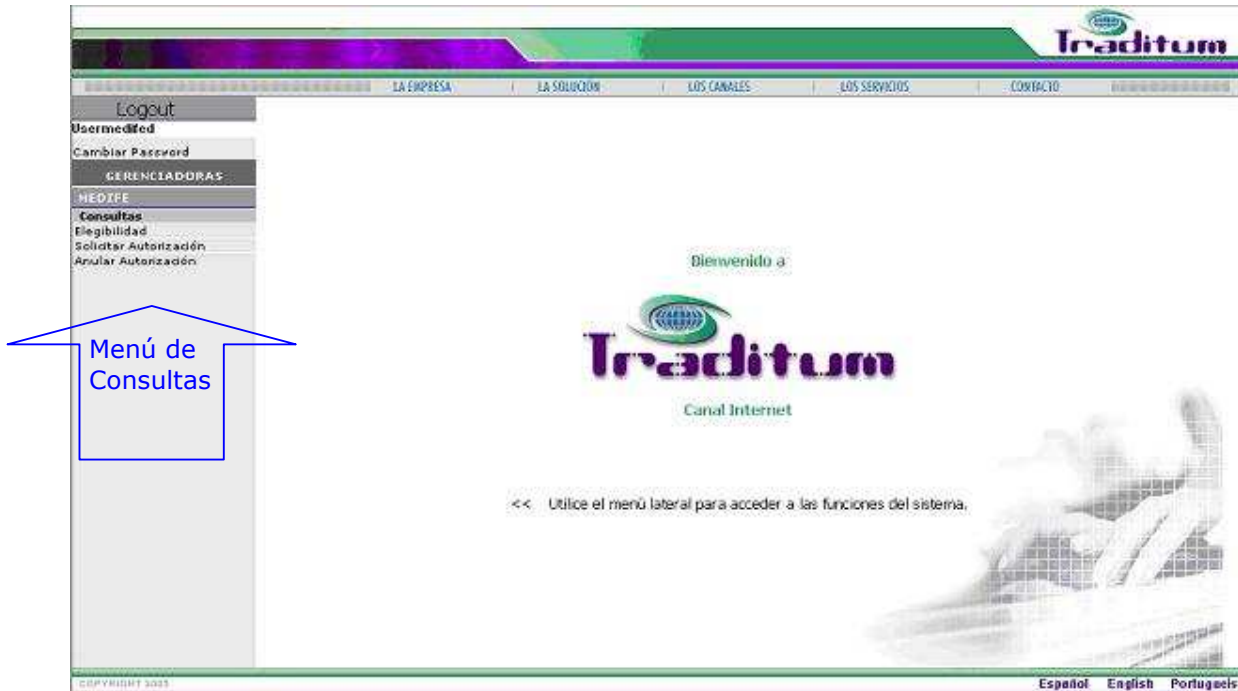 Traditum
LA EMPRESA LA SOLUCIÓN LOS CANALES LOS SERVICIOS CONTACTO
Logout
Usermedifed
Cambiar Password
GERENCIADORAS
MEDIFE
Consultas
Elegibilidad
Solicitar Autorización
Anular Autorización
Menú de
Consultas
Bienvenido a
Traditum
Canal Internet
<< Utilice el menú lateral para acceder a las funciones del sistema.
COPYRIGHT
Español English Portugueis